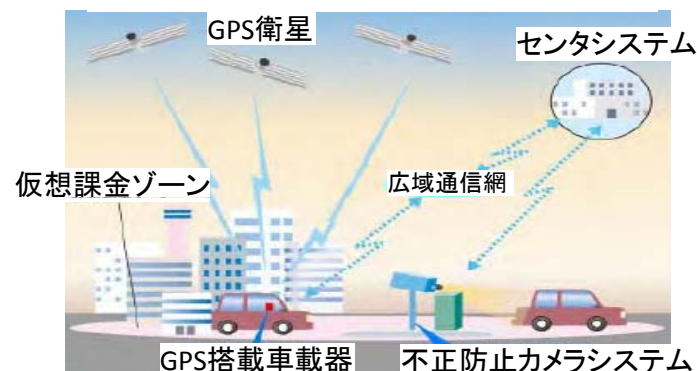 GPS衛星
センタシステム
仮想課金ゾーン
広域通信網
GPS搭載車載器
不正防止カメラシステム